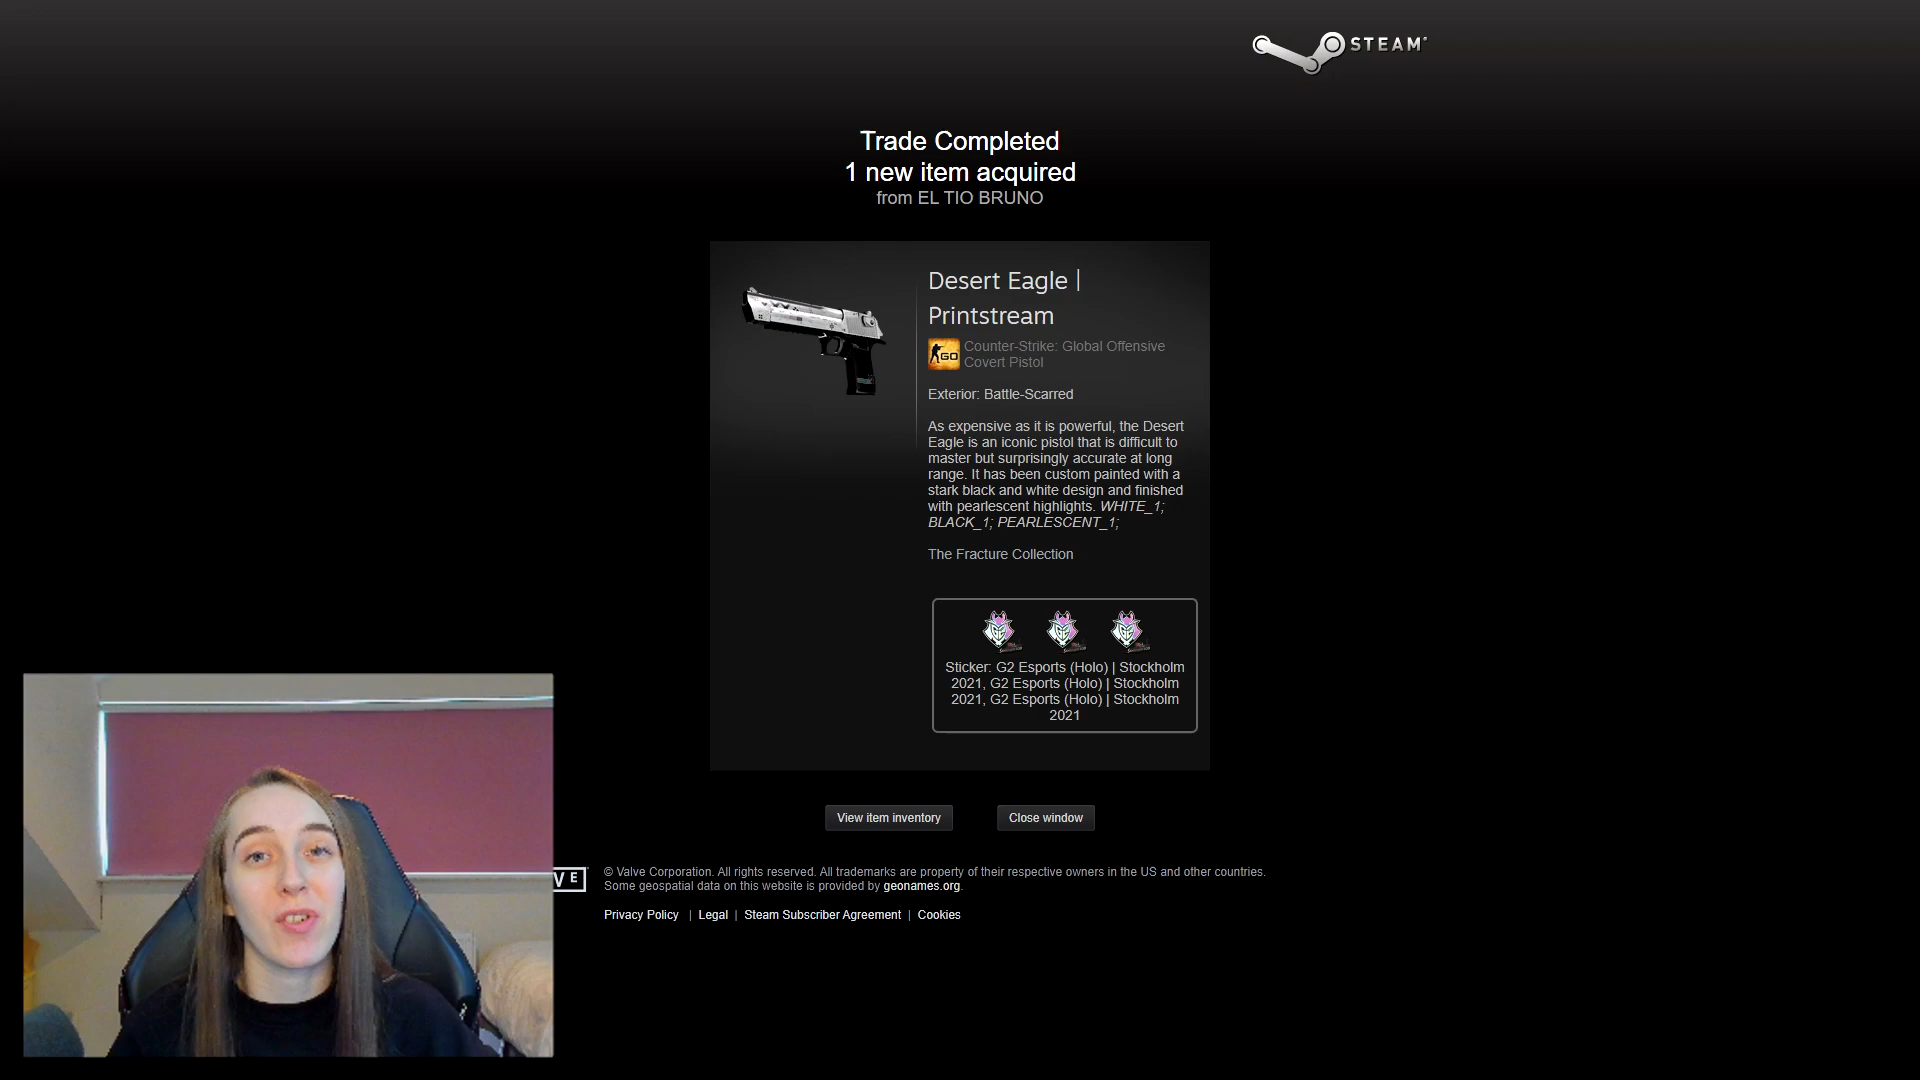 STEAM
Trade Completed
1 new item acquired
from EL TIO BRUNO
Desert Eagle |
Printstream
GO
Counter-Strike: Global Offensive
Covert Pistol
Exterior: Battle-Scarred
As expensive as it is powerful, the Desert
Eagle is an iconic pistol that is difficult to
master but surprisingly accurate at long
range. It has been custom painted with a
stark black and white design and finished
with pearlescent highlights. WHITE_1;
BLACK_1; PEARLESCENT_1;
The Fracture Collection
Sticker: G2 Esports (Holo) | Stockholm
2021, G2 Esports (Holo) | Stockholm
2021, G2 Esports (Holo) | Stockholm
2021
View item inventory
Close window
VE
© Valve Corporation. All rights reserved. All trademarks are property of their respective owners in the US and other countries.
Some geospatial data on this website is provided by geonames.org.
Privacy Policy | Legal | Steam Subscriber Agreement | Cookies